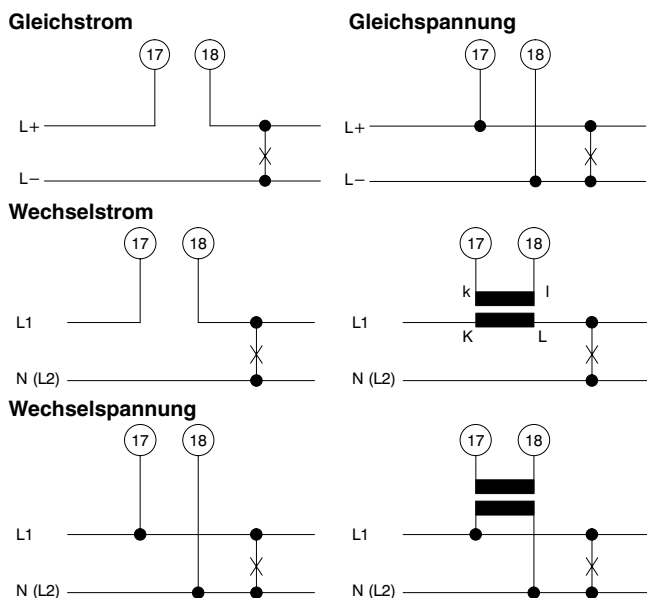 Gleichstrom
17 18
L+
L−
Gleichspannung
17 18
L+
L−
Wechselstrom
17 18
L1
N (L2)
17 18
k l
L1
K L
N (L2)
Wechselspannung
17 18
L1
N (L2)
17 18
L1
N (L2)